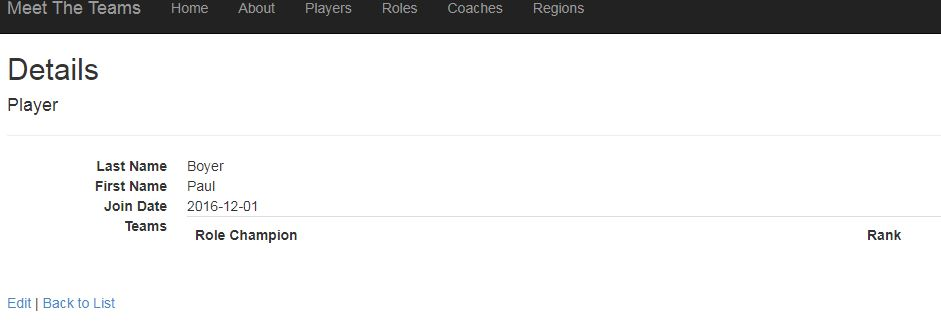 Meet The Teams Home About Players Roles Coaches Regions
Details
Player
Last Name Boyer
First Name Paul
Join Date 2016-12-01
Teams
Role Champion Rank
Edit | Back to List